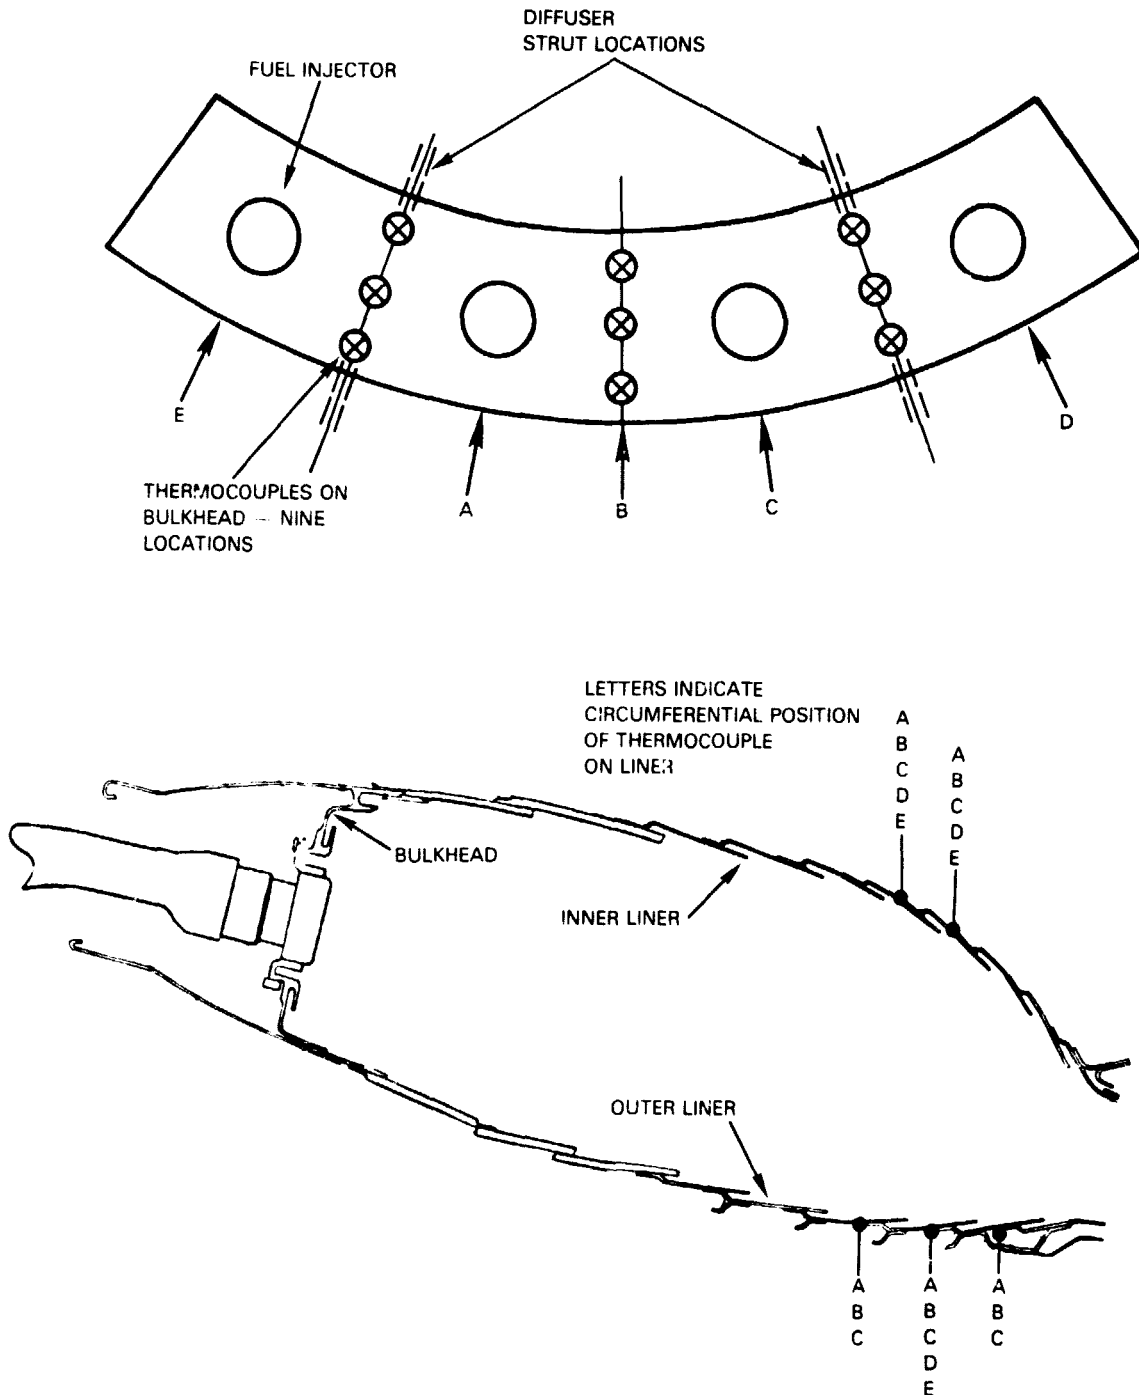 DIFFUSER
STRUT LOCATIONS
FUEL INJECTOR
E
A
B
C
D
THERMOCOUPLES ON
BULKHEAD – NINE
LOCATIONS
LETTERS INDICATE
CIRCUMFERENTIAL POSITION
OF THERMOCOUPLE
ON LINER
A
B
C
D
E
A
B
C
D
E
BULKHEAD
INNER LINER
OUTER LINER
A
B
C
A
B
C
D
E
A
B
C